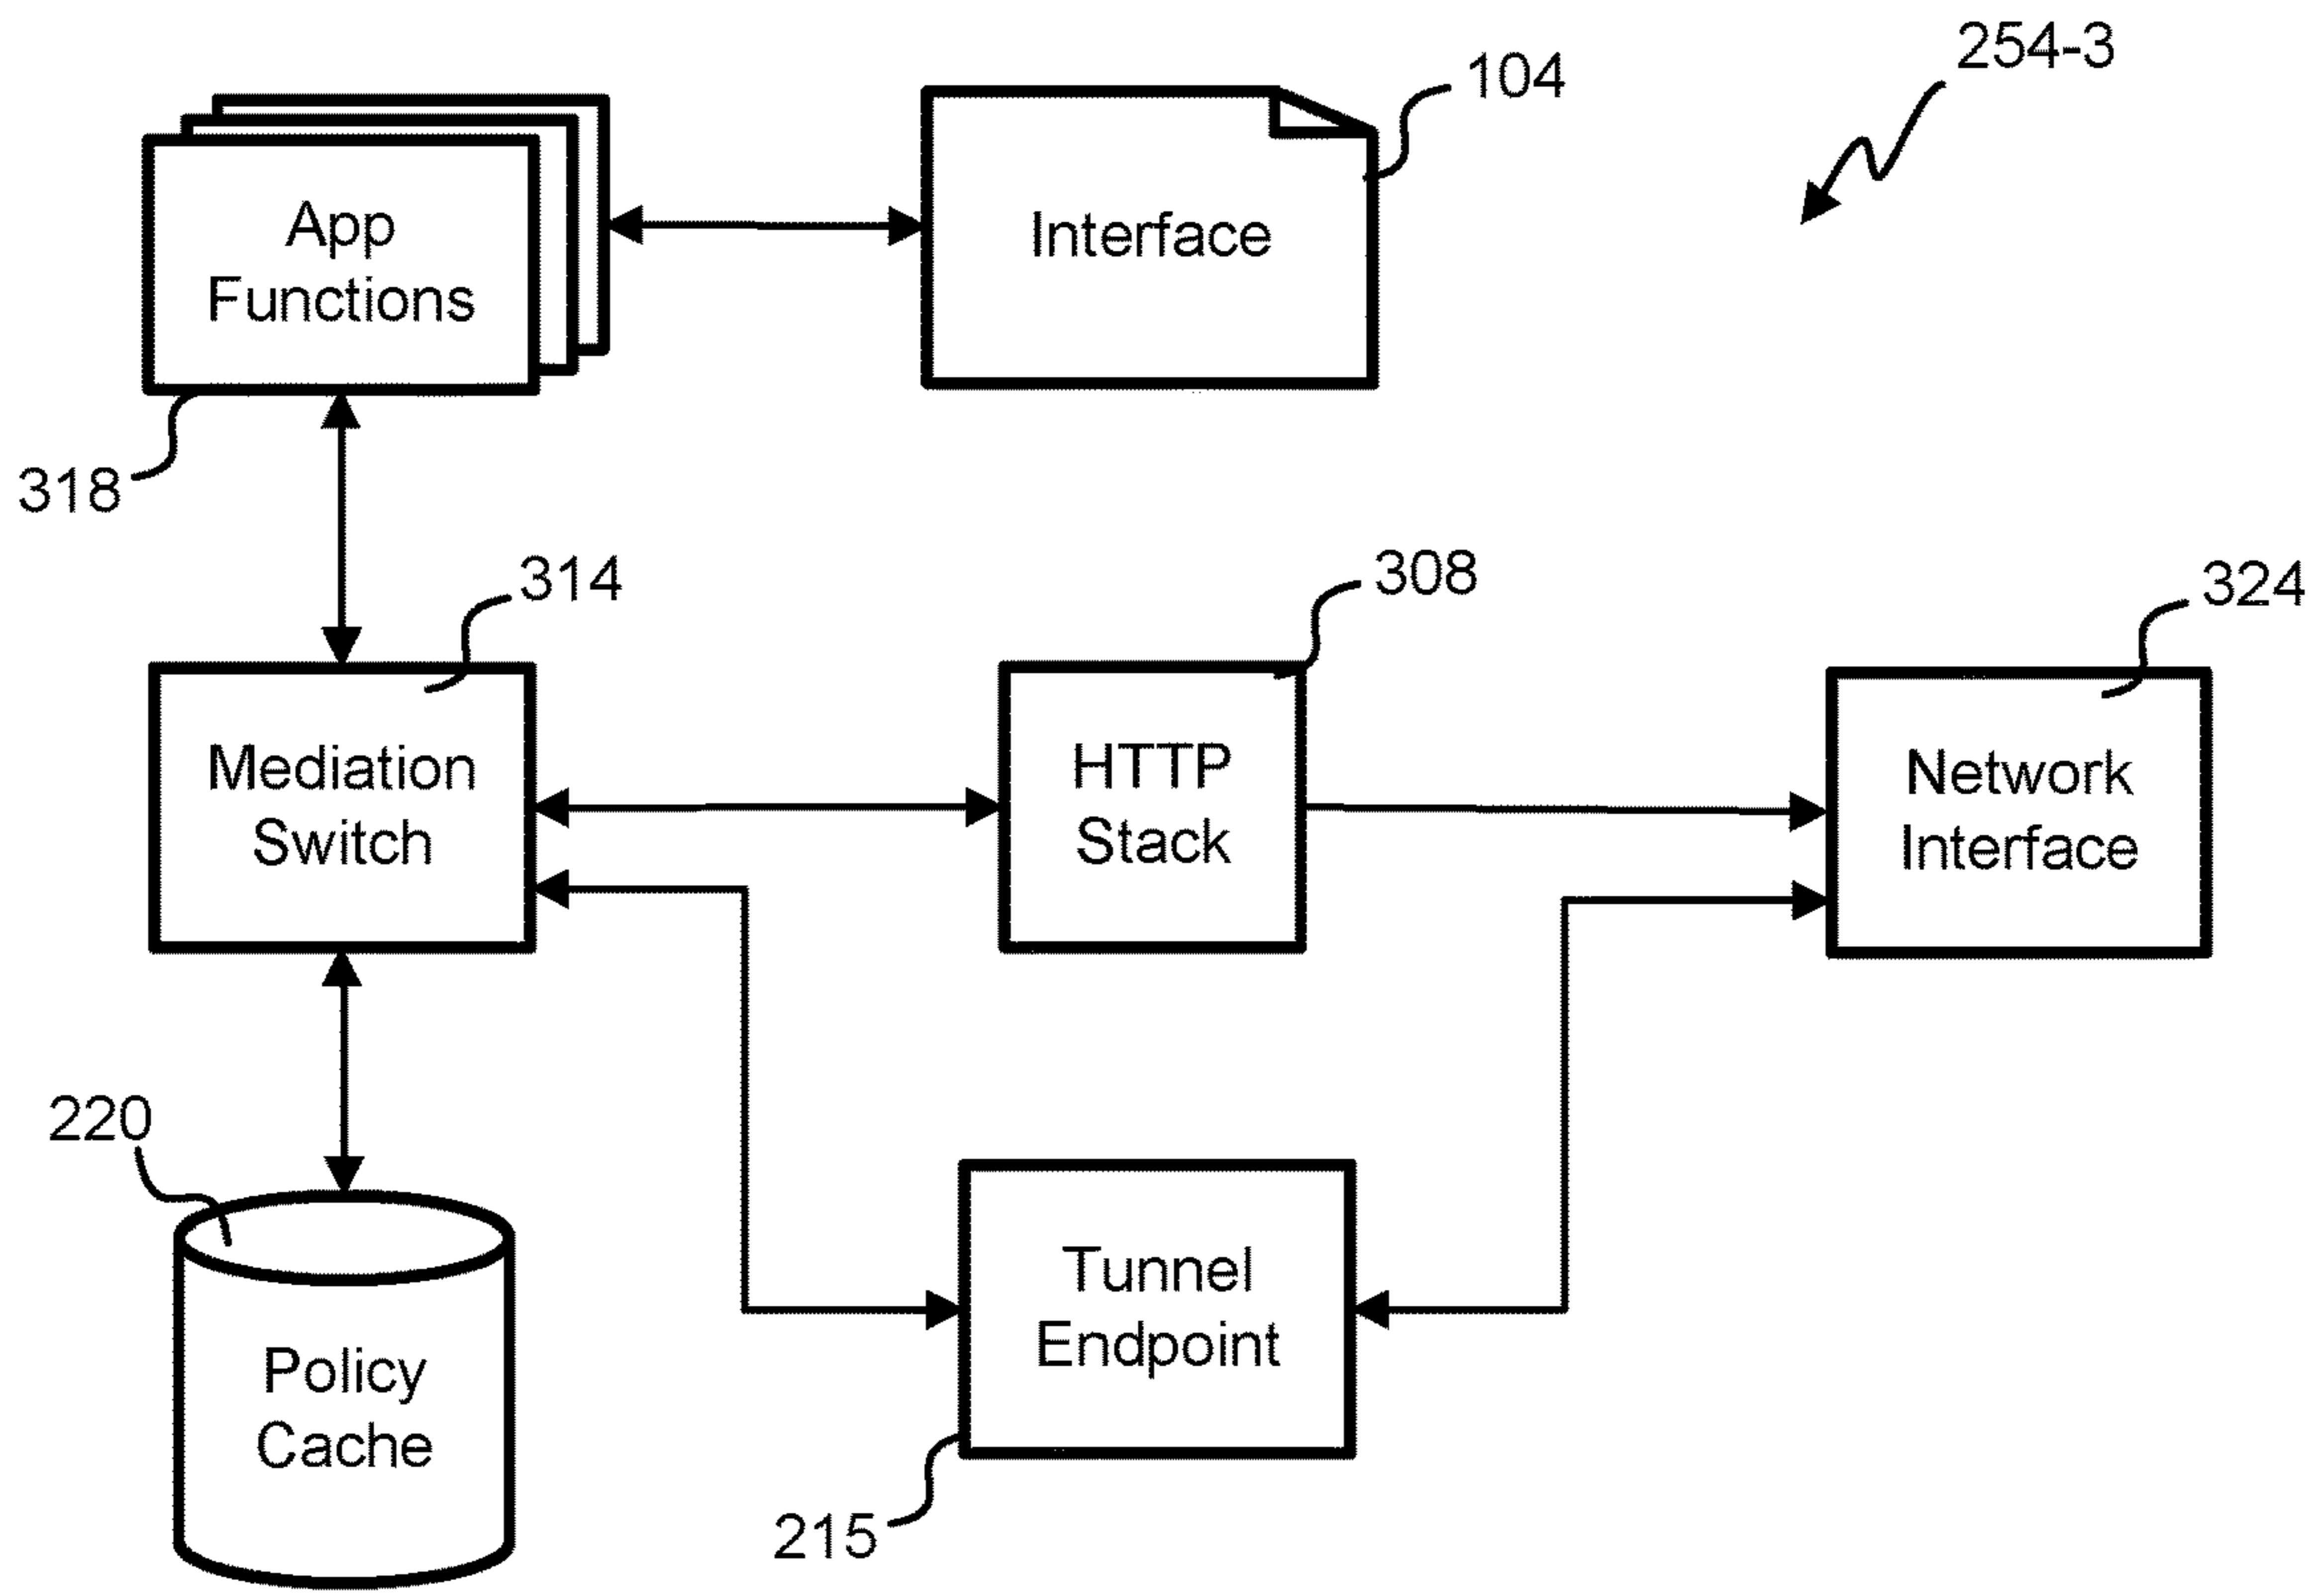 254-3
104
App
Functions
Interface
318
314
308
324
Mediation
Switch
HTTP
Stack
Network
Interface
220
Tunnel
Endpoint
Policy
Cache
215